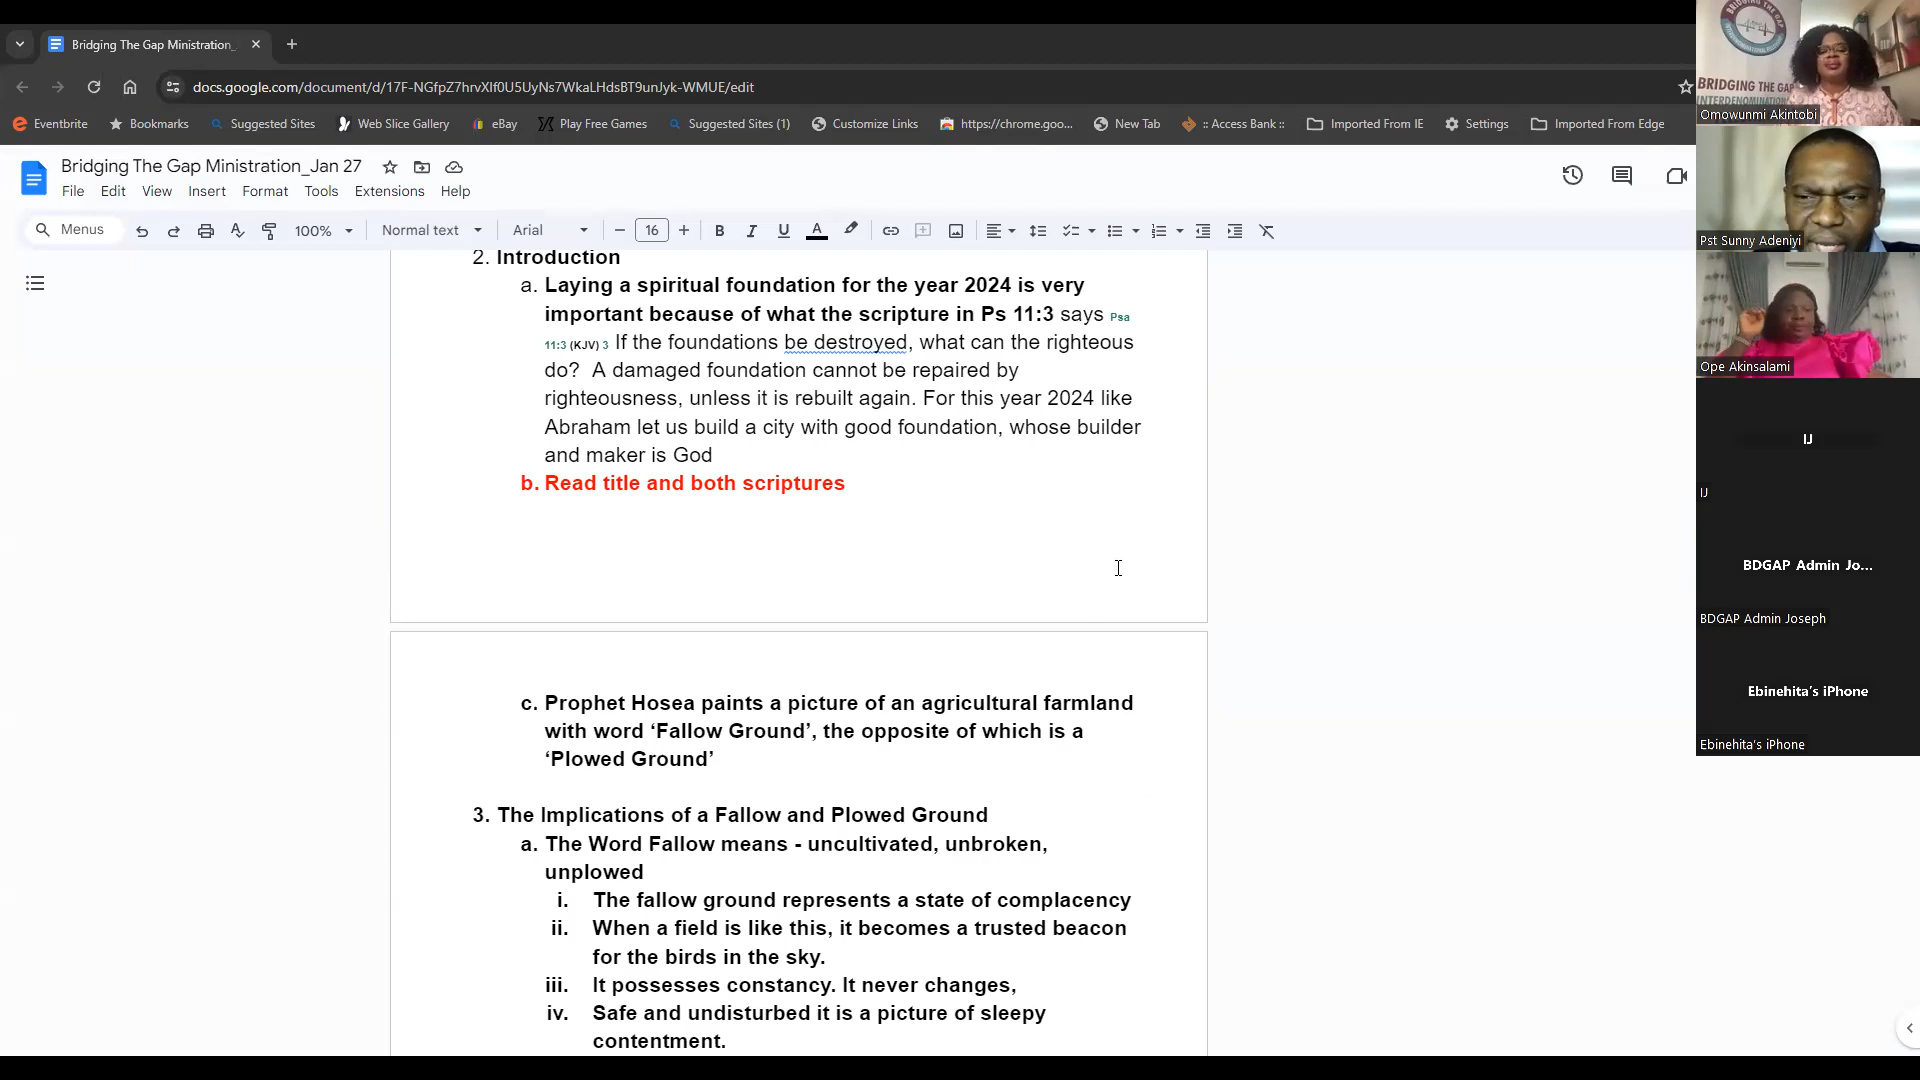 Bridging The Gap Ministration_
docs.google.com/document/d/17F-NGfpZ7hrvXIf0U5UyNs7WkaLHdsBT9unJyk-WMUE/edit
Eventbrite Bookmarks Suggested Sites Web Slice Gallery eBay Play Free Games Suggested Sites (1) Customize Links https://chrome.goo... New Tab :: Access Bank :: Imported From IE Settings Imported From Edge
Bridging The Gap Ministration_Jan 27
File Edit View Insert Format Tools Extensions Help
Menus 100% Normal text Arial 16 B I U A
2. Introduction
a. Laying a spiritual foundation for the year 2024 is very
important because of what the scripture in Ps 11:3 says Psa
11:3 (KJV) 3 If the foundations be destroyed, what can the righteous
do? A damaged foundation cannot be repaired by
righteousness, unless it is rebuilt again. For this year 2024 like
Abraham let us build a city with good foundation, whose builder
and maker is God
b. Read title and both scriptures
c. Prophet Hosea paints a picture of an agricultural farmland
with word ‘Fallow Ground’, the opposite of which is a
‘Plowed Ground’
3. The Implications of a Fallow and Plowed Ground
a. The Word Fallow means - uncultivated, unbroken,
unplowed
i. The fallow ground represents a state of complacency
ii. When a field is like this, it becomes a trusted beacon
for the birds in the sky.
iii. It possesses constancy. It never changes,
iv. Safe and undisturbed it is a picture of sleepy
contentment.
BRIDGING THE GAP
INTERDENOMINATION
Omowunmi Akintobi
Pst Sunny Adeniyi
Ope Akinsalami
IJ
IJ
BDGAP Admin Jo...
BDGAP Admin Joseph
Ebinehita's iPhone
Ebinehita's iPhone